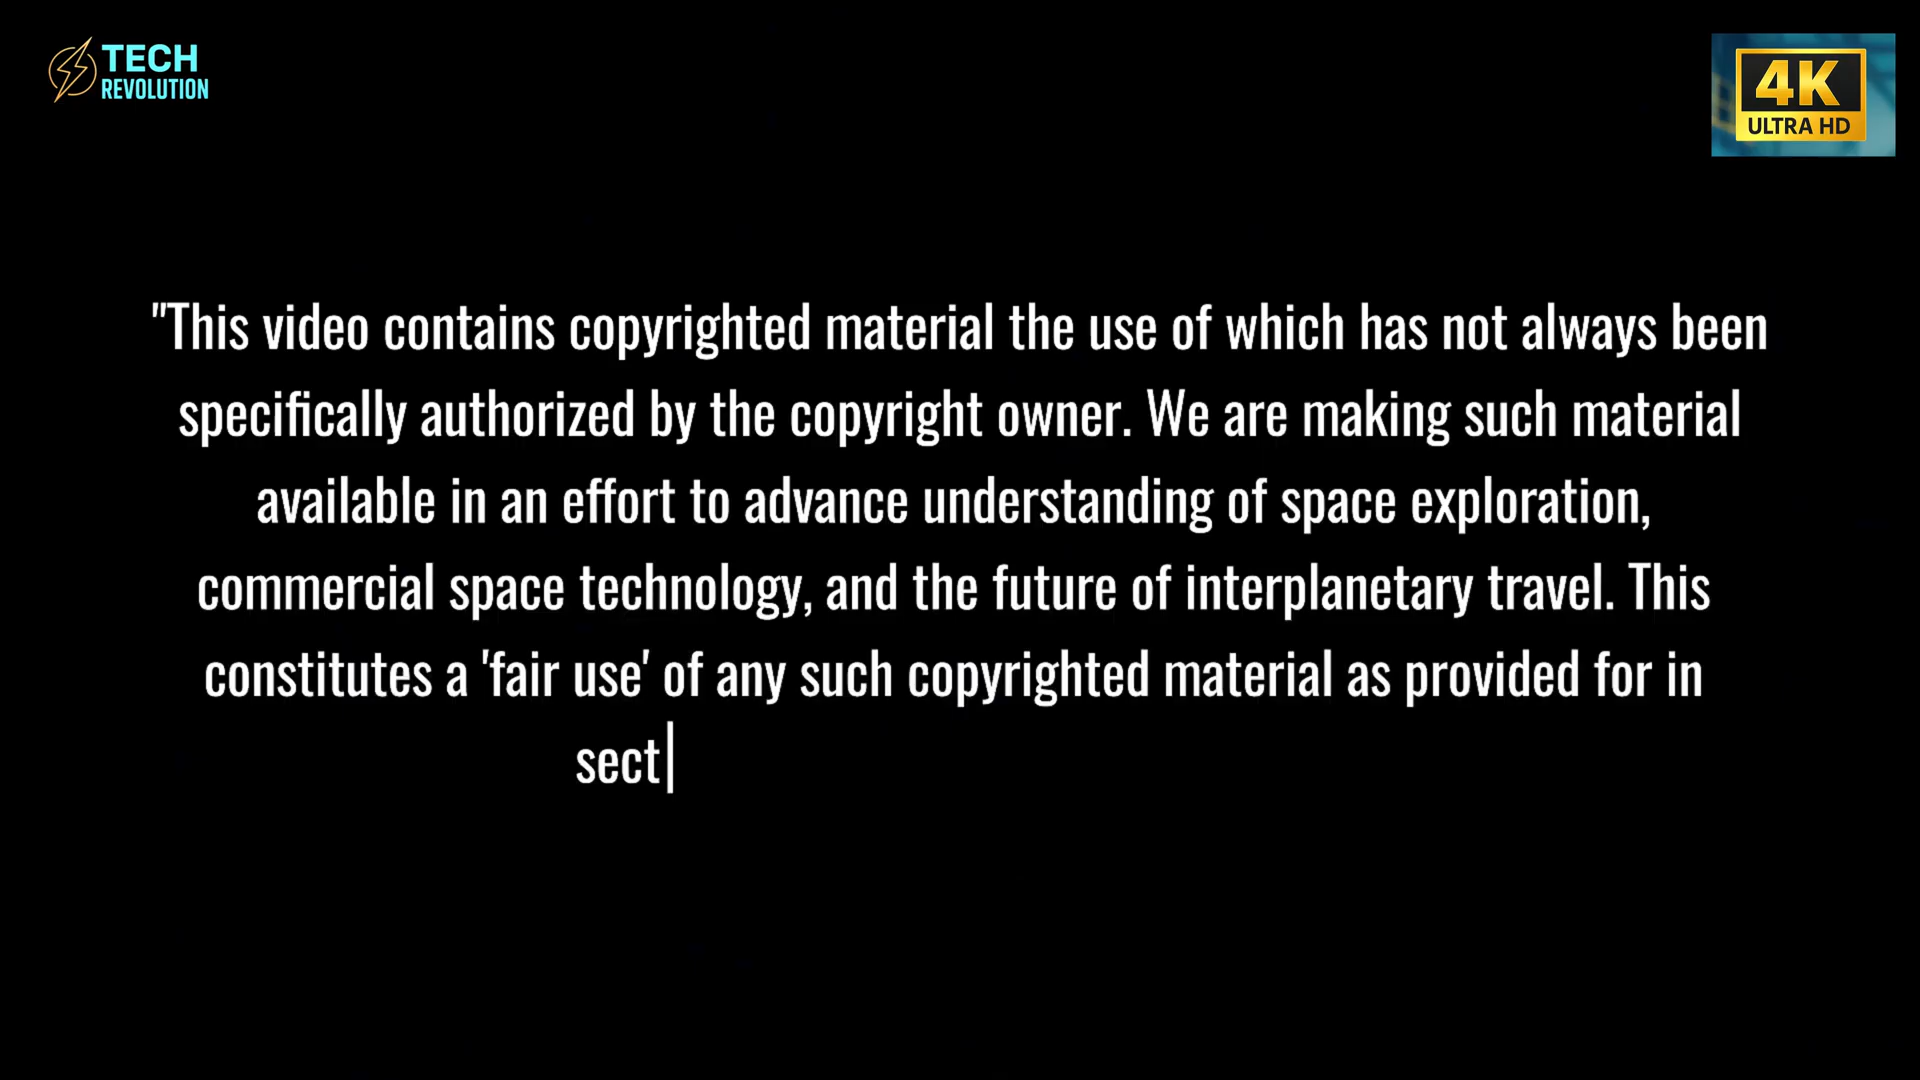 TECH
REVOLUTION
4K
ULTRA HD
"This video contains copyrighted material the use of which has not always been
specifically authorized by the copyright owner. We are making such material
available in an effort to advance understanding of space exploration,
commercial space technology, and the future of interplanetary travel. This
constitutes a 'fair use' of any such copyrighted material as provided for in
sect